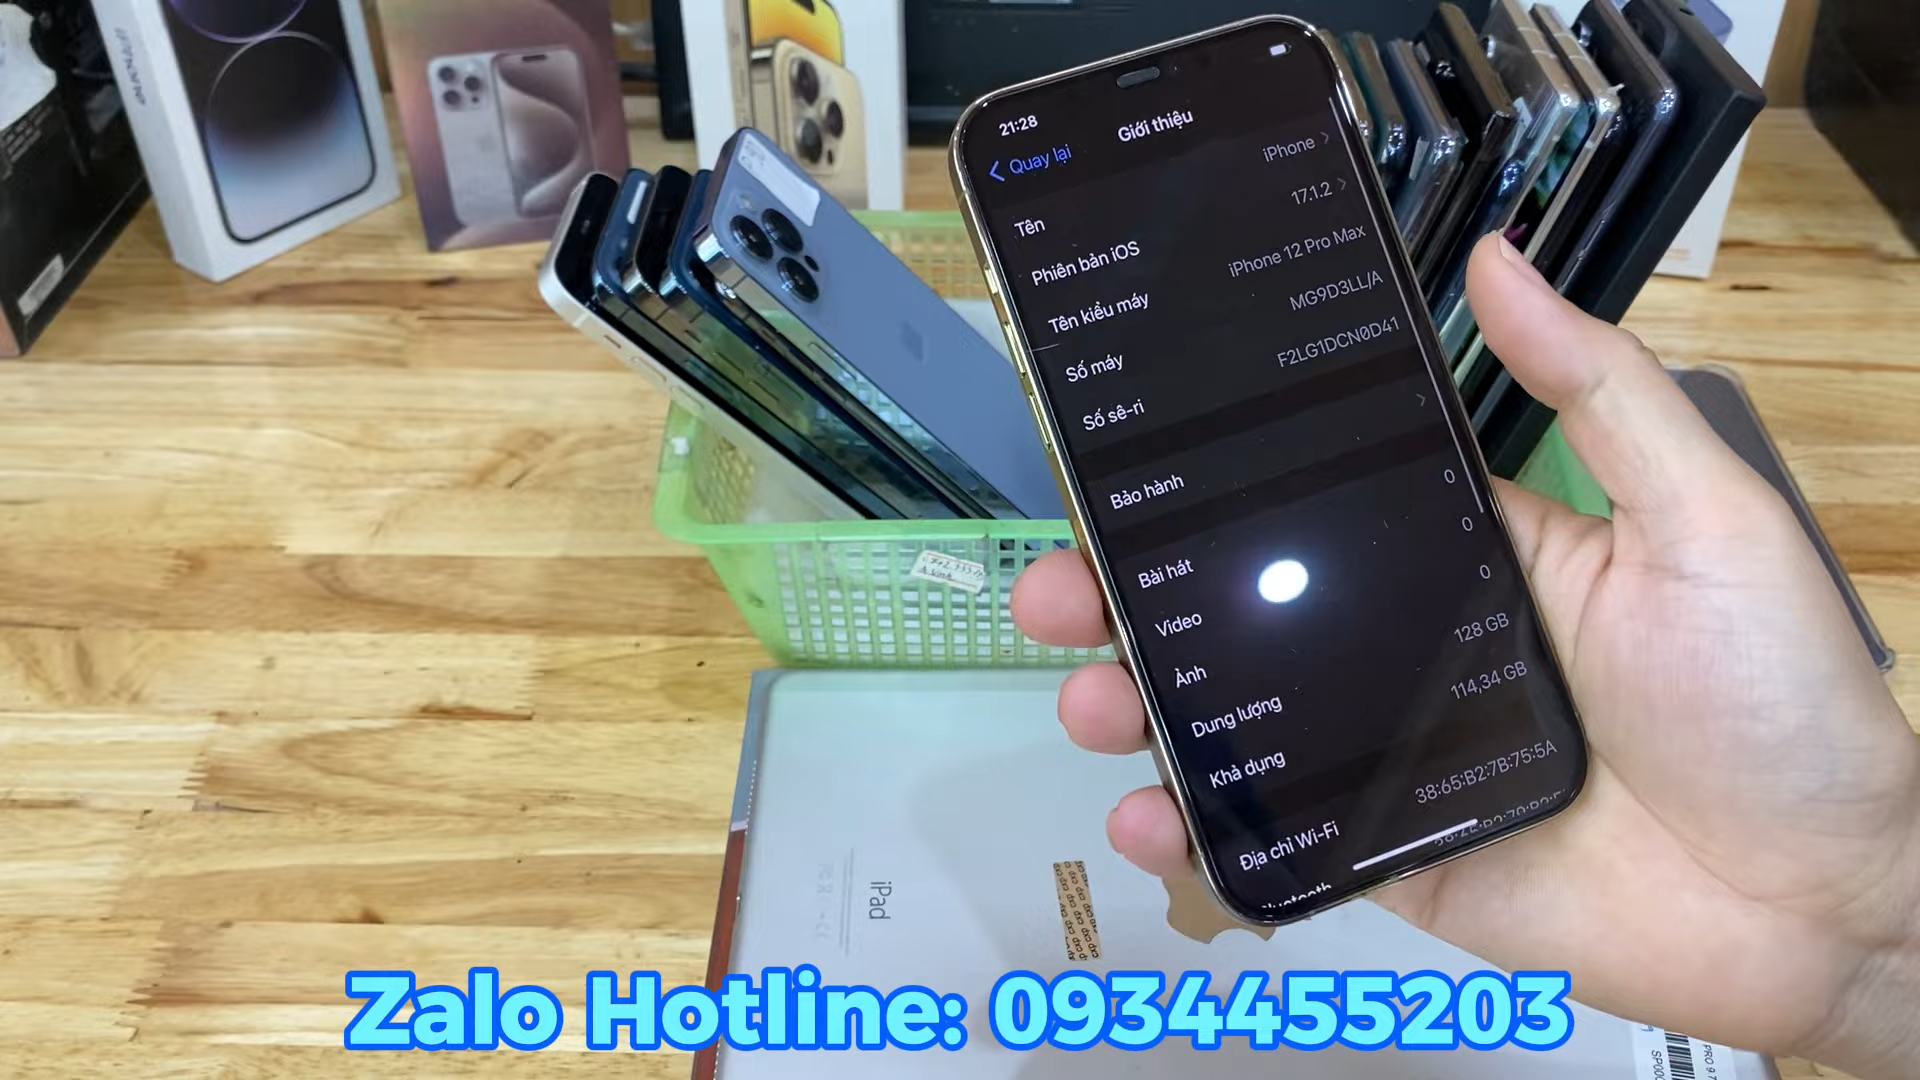 21:28
Quay lại
Giới thiệu
Tên
iPhone
Phiên bản iOS
17.1.2
Tên kiểu máy
iPhone 12 Pro Max
Số máy
MG9D3LL/A
Số sê-ri
F2LG1DCN0D41
Bảo hành
Bài hát
0
Video
0
Ảnh
0
Dung lượng
128 GB
Khả dụng
114,34 GB
Địa chỉ Wi-Fi
38:65:B2:7B:75:5A
iPad
Zalo Hotline: 0934455203